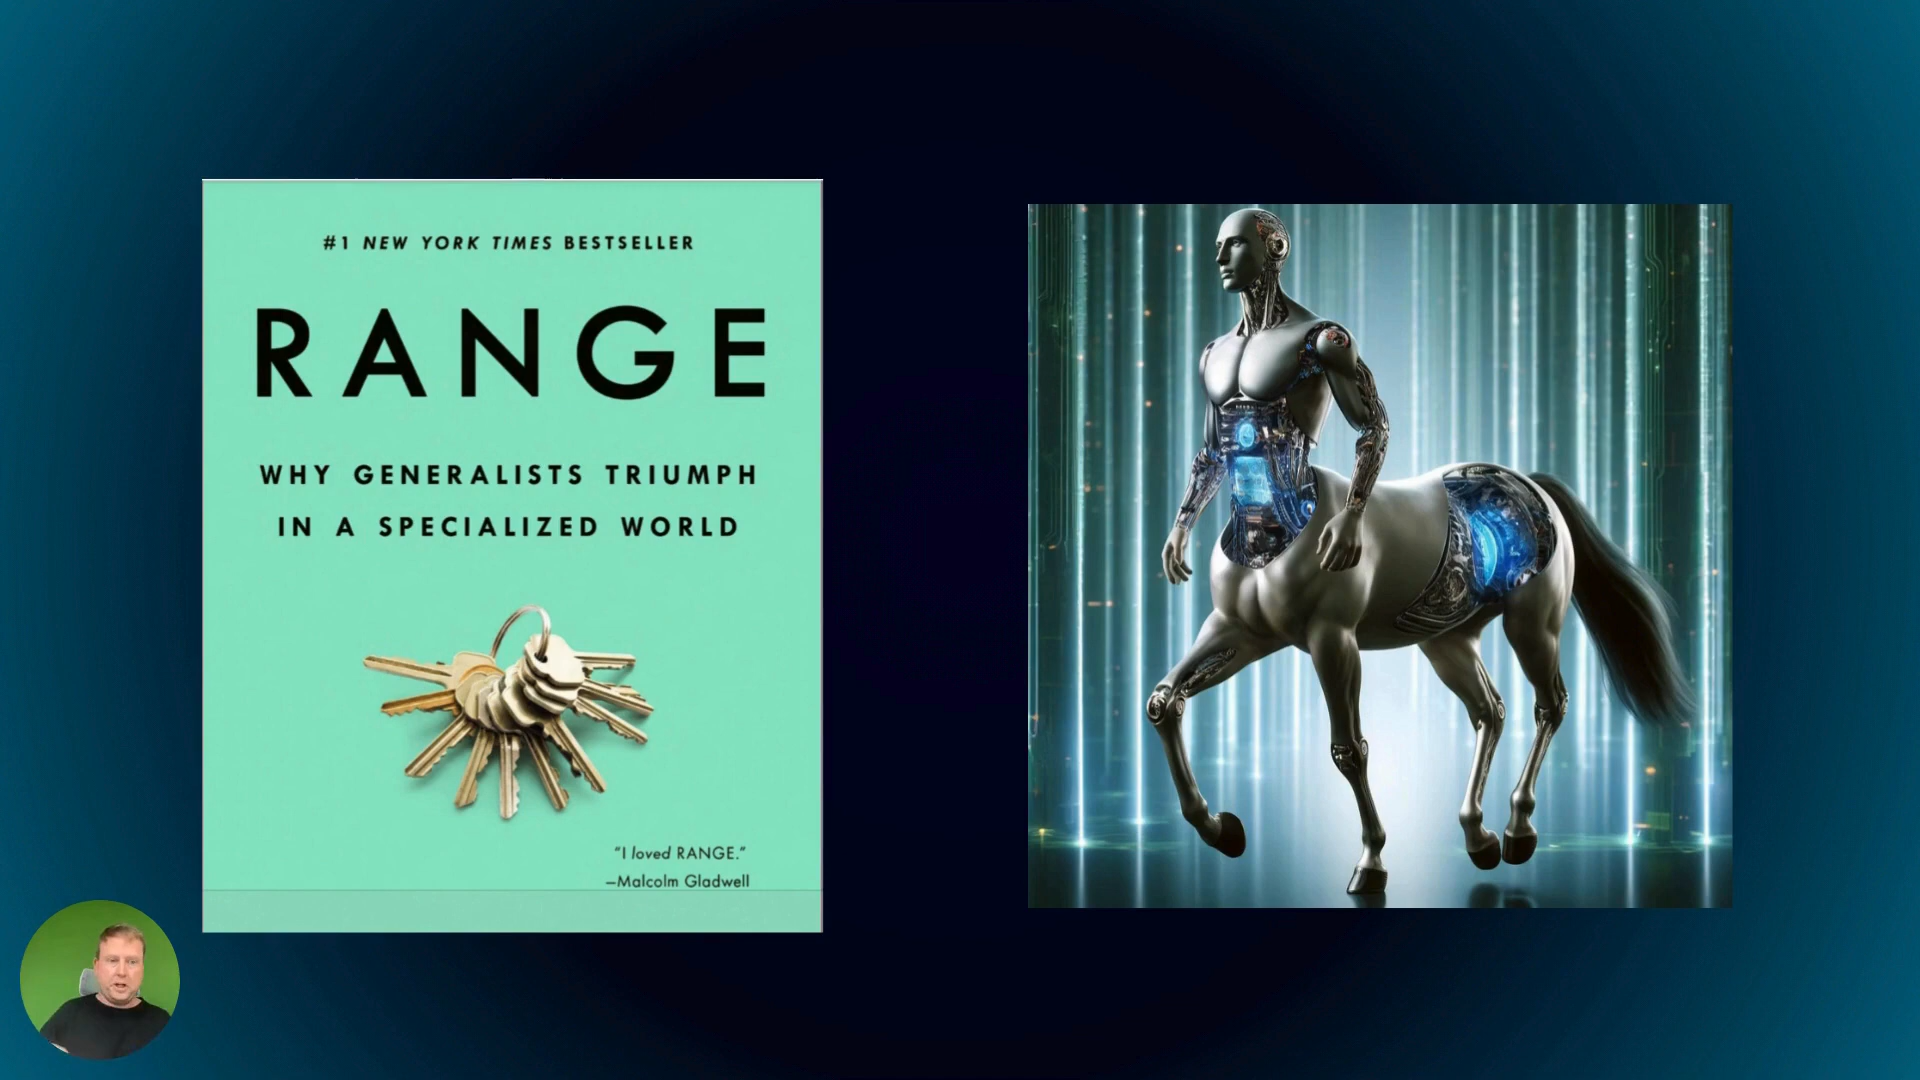 #1 NEW YORK TIMES BESTSELLER
RANGE
WHY GENERALISTS TRIUMPH
IN A SPECIALIZED WORLD
"I loved RANGE."
—Malcolm Gladwell